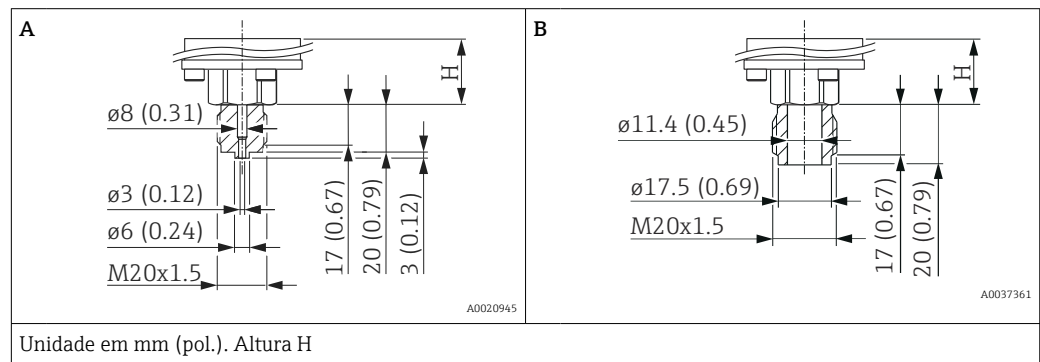 A
H
ø8 (0.31)
ø3 (0.12)
ø6 (0.24)
M20x1.5
17 (0.67)
20 (0.79)
3 (0.12)
A0020945
B
H
ø11.4 (0.45)
ø17.5 (0.69)
M20x1.5
17 (0.67)
20 (0.79)
A0037361
Unidade em mm (pol.). Altura H